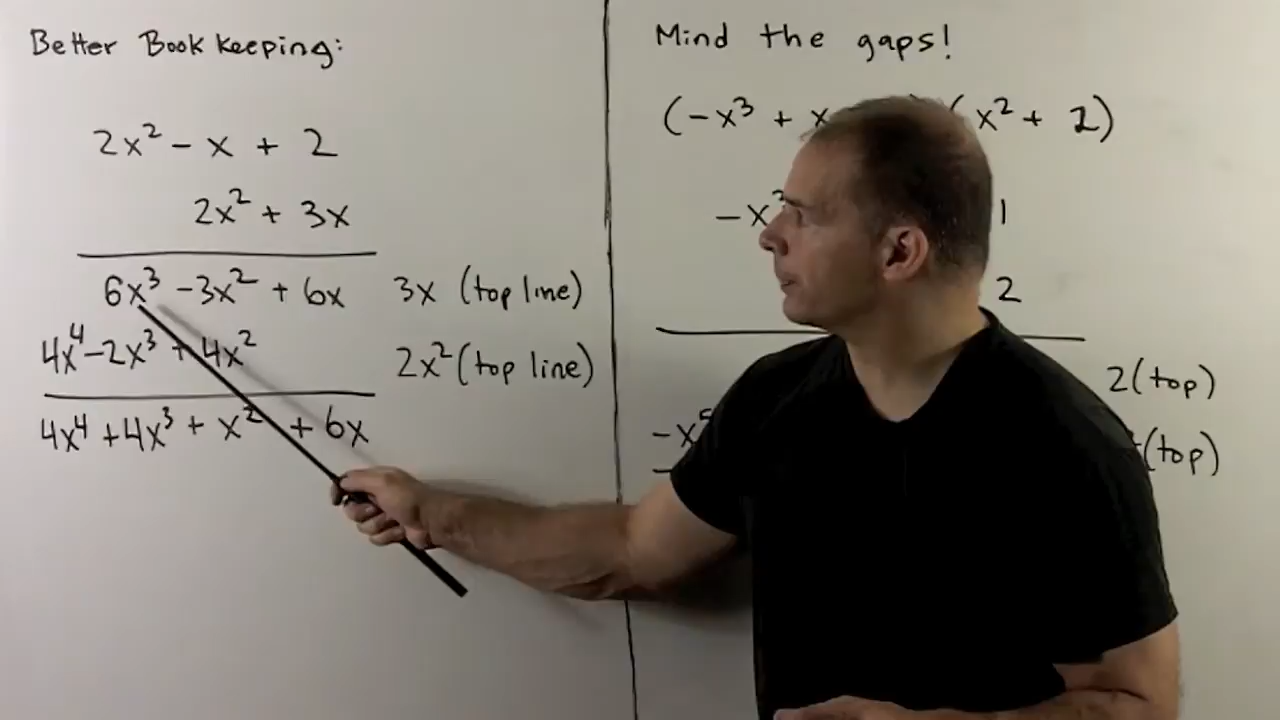 Better Bookkeeping:
2x² - x + 2
2x² + 3x
6x³ - 3x² + 6x 3x (top line)
4x⁴ - 2x³ + 4x² 2x² (top line)
4x⁴ + 4x³ + x² + 6x
Mind the gaps!
(-x³ + x (x² + 2)
-x 1
2
2(top)
-x⁵ (top)